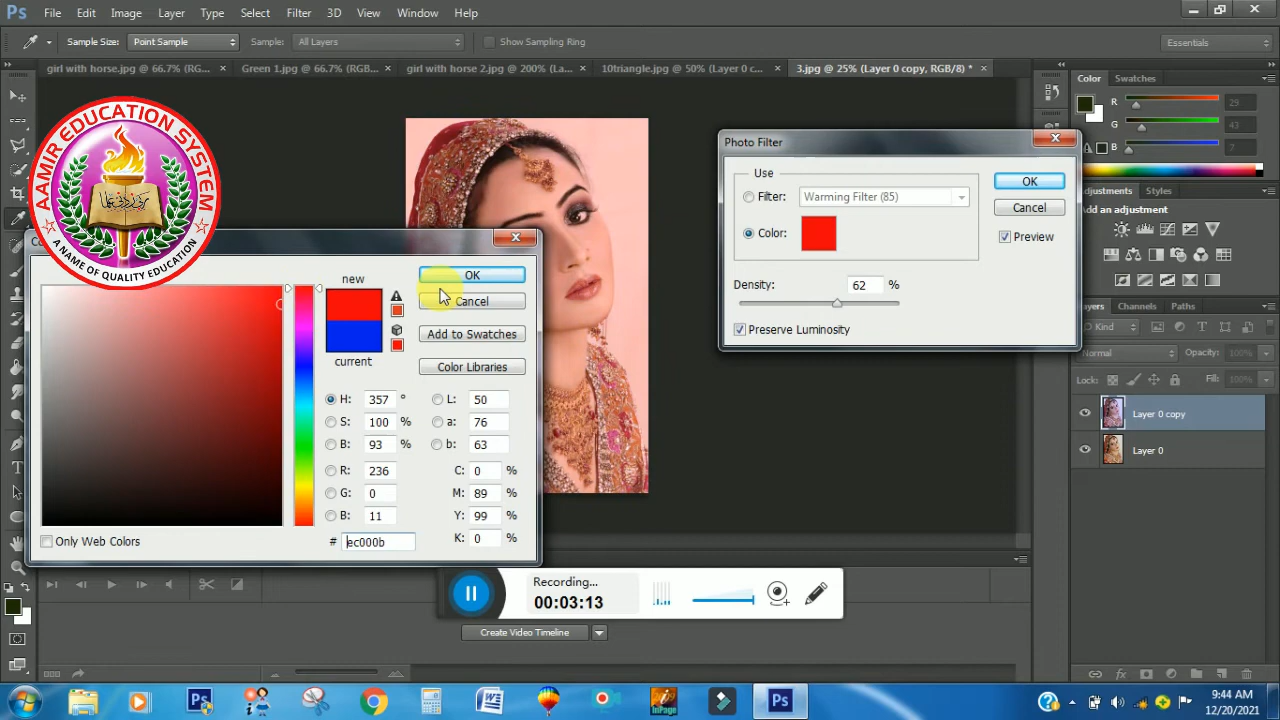 Ps File Edit Image Layer Type Select Filter 3D View Window Help
Sample Size: Point Sample Sample: All Layers Show Sampling Ring Essentials
girl with horse.jpg @ 66.7% (RG... × Green 1.jpg @ 66.7% (RGB... × girl with horse 2.jpg @ 200% (La... × 10triangle.jpg @ 50% (Layer 0 c... × 3.jpg @ 25% (Layer 0 copy, RGB/8) * ×
AAMIR EDUCATION SYSTEM
A NAME OF QUALITY EDUCATION
new
current
OK
Cancel
Add to Swatches
Color Libraries
H: 357 °
S: 100 %
B: 93 %
R: 236
G: 0
B: 11
L: 50
a: 76
b: 63
C: 0 %
M: 89 %
Y: 99 %
K: 0 %
# ec000b
Only Web Colors
Photo Filter
Use
Filter: Warming Filter (85)
Color:
OK
Cancel
Preview
Density: 62 %
Preserve Luminosity
Color Swatches
R 29
G 43
B 7
Adjustments Styles
Add an adjustment
Layers Channels Paths
Kind
Normal Opacity: 100%
Lock: Fill: 100%
Layer 0 copy
Layer 0
Recording...
00:03:13
Create Video Timeline
InPage
Ps
9:44 AM
12/20/2021